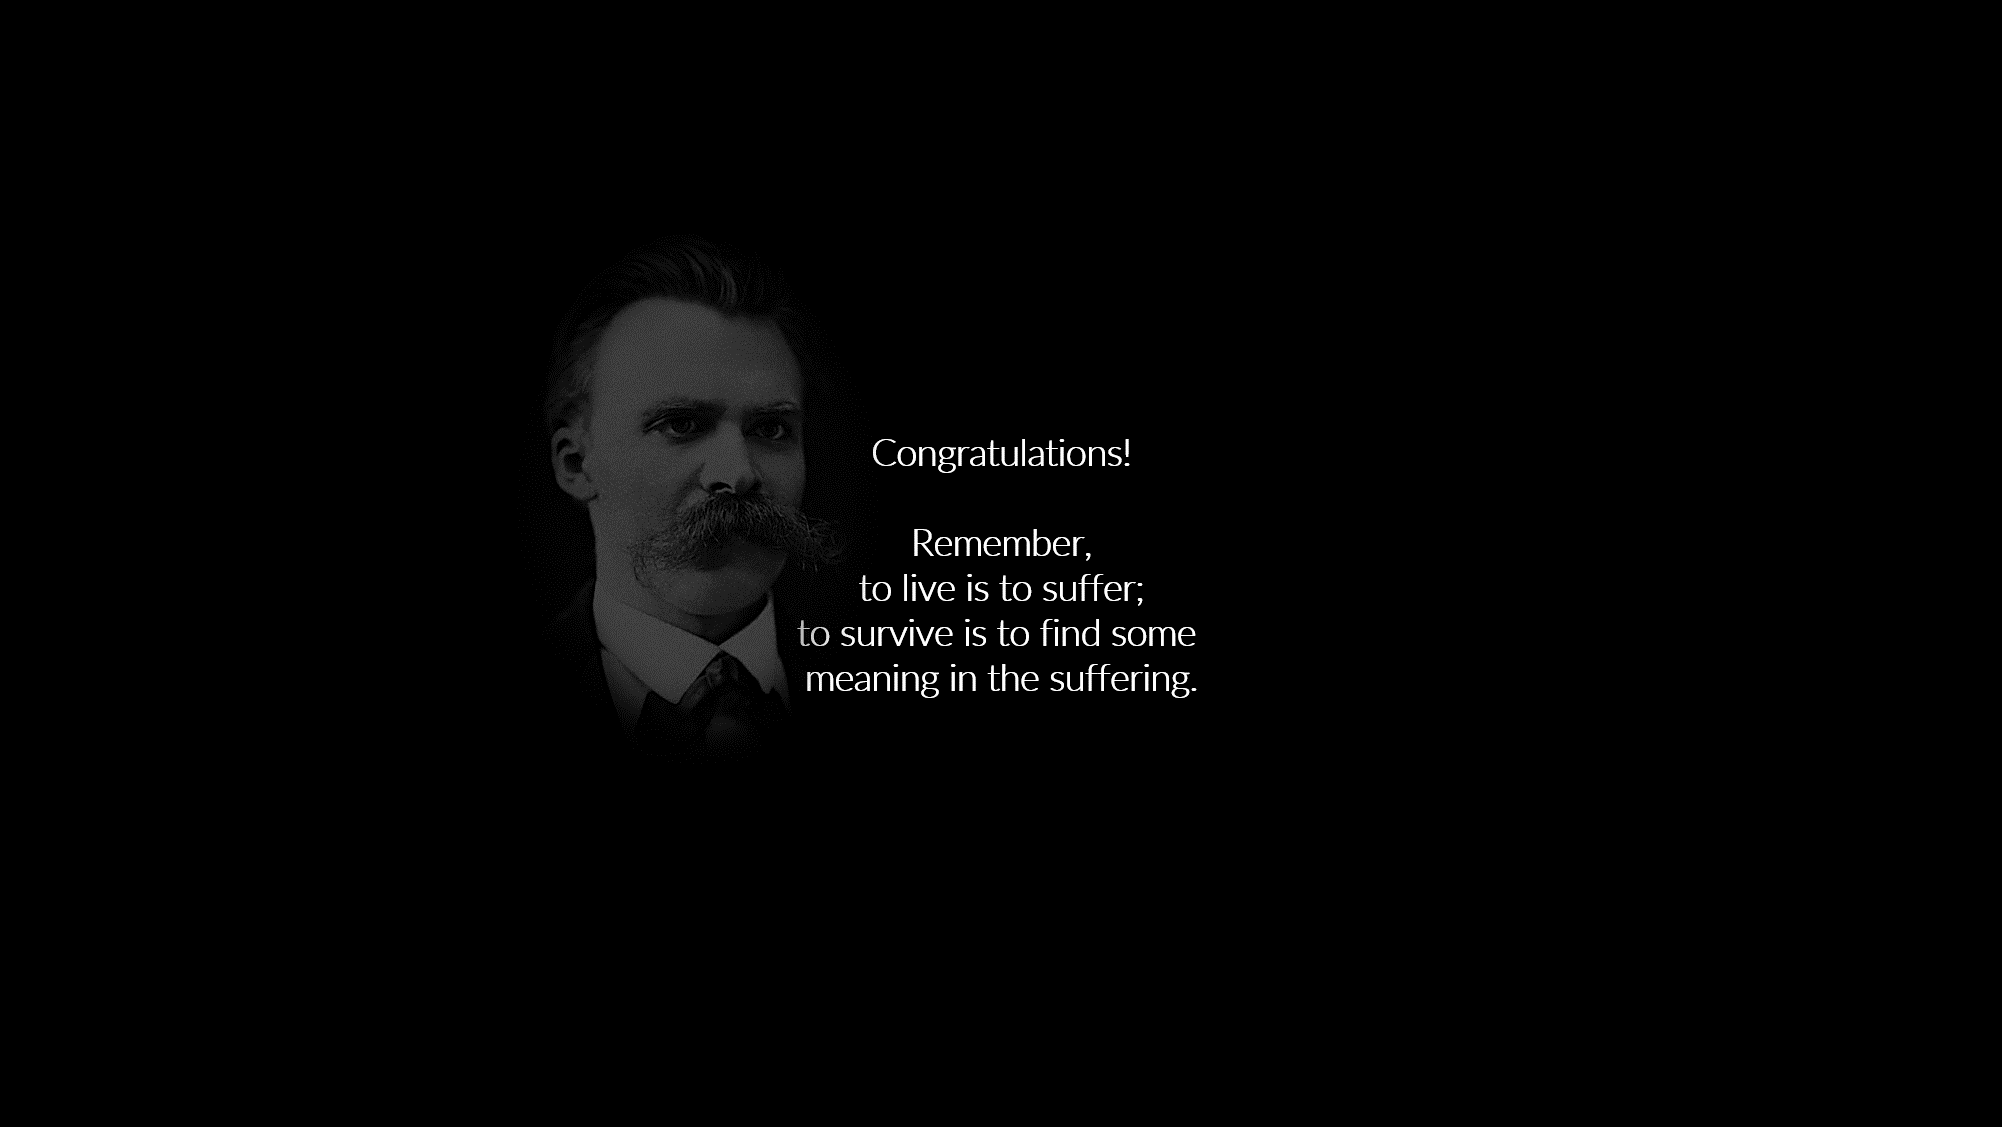 Congratulations!
Remember,
to live is to suffer;
to survive is to find some
meaning in the suffering.